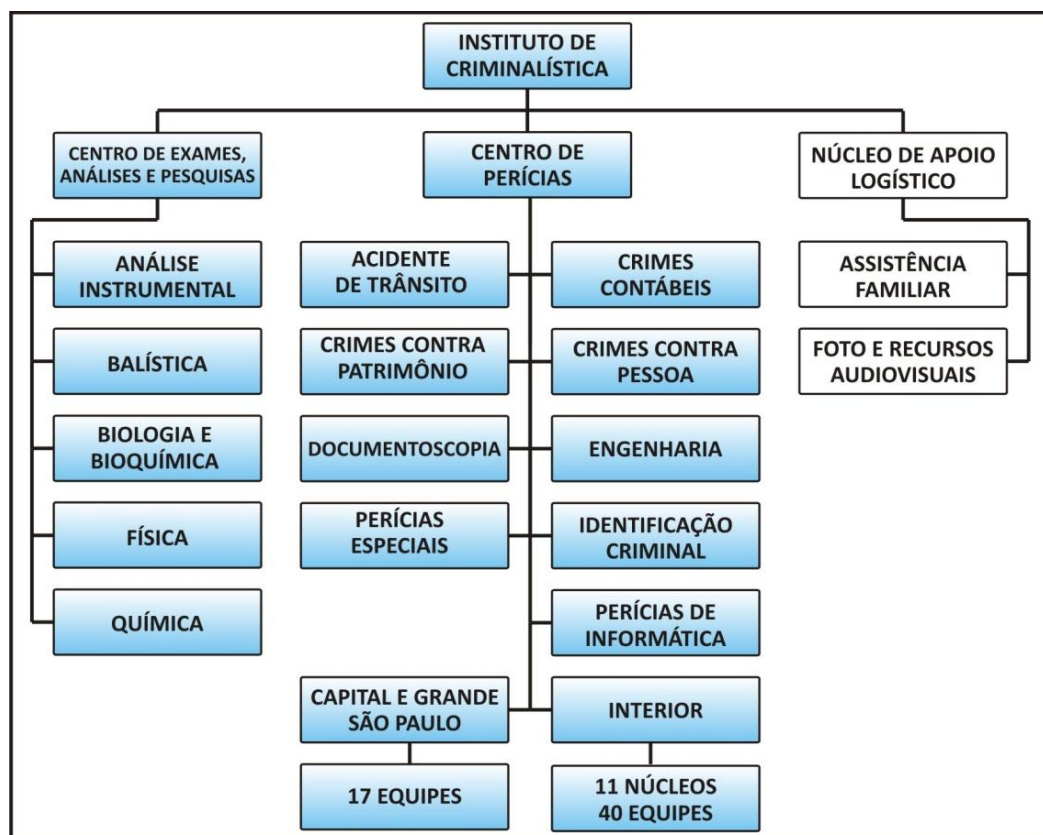 INSTITUTO DE
CRIMINALÍSTICA
CENTRO DE EXAMES,
ANÁLISES E PESQUISAS
CENTRO DE
PERÍCIAS
NÚCLEO DE APOIO
LOGÍSTICO
ANÁLISE
INSTRUMENTAL
BALÍSTICA
BIOLOGIA E
BIOQUÍMICA
FÍSICA
QUÍMICA
ACIDENTE
DE TRÂNSITO
CRIMES
CONTÁBEIS
CRIMES CONTRA
PATRIMÔNIO
CRIMES CONTRA
PESSOA
DOCUMENTOSCOPIA
ENGENHARIA
PERÍCIAS
ESPECIAIS
IDENTIFICAÇÃO
CRIMINAL
PERÍCIAS DE
INFORMÁTICA
CAPITAL E GRANDE
SÃO PAULO
INTERIOR
17 EQUIPES
11 NÚCLEOS
40 EQUIPES
ASSISTÊNCIA
FAMILIAR
FOTO E RECURSOS
AUDIOVISUAIS